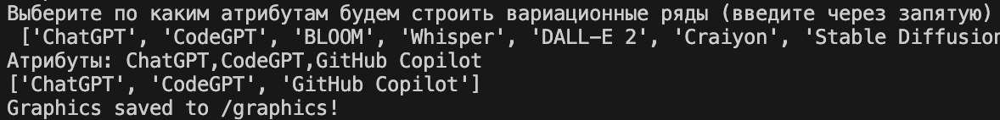 Выберите по каким атрибутам будем строить вариационные ряды (введите через запятую)
['ChatGPT', 'CodeGPT', 'BLOOM', 'Whisper', 'DALL-E 2', 'Craiyon', 'Stable Diffusion
Атрибуты: ChatGPT,CodeGPT,GitHub Copilot
['ChatGPT', 'CodeGPT', 'GitHub Copilot']
Graphics saved to /graphics!